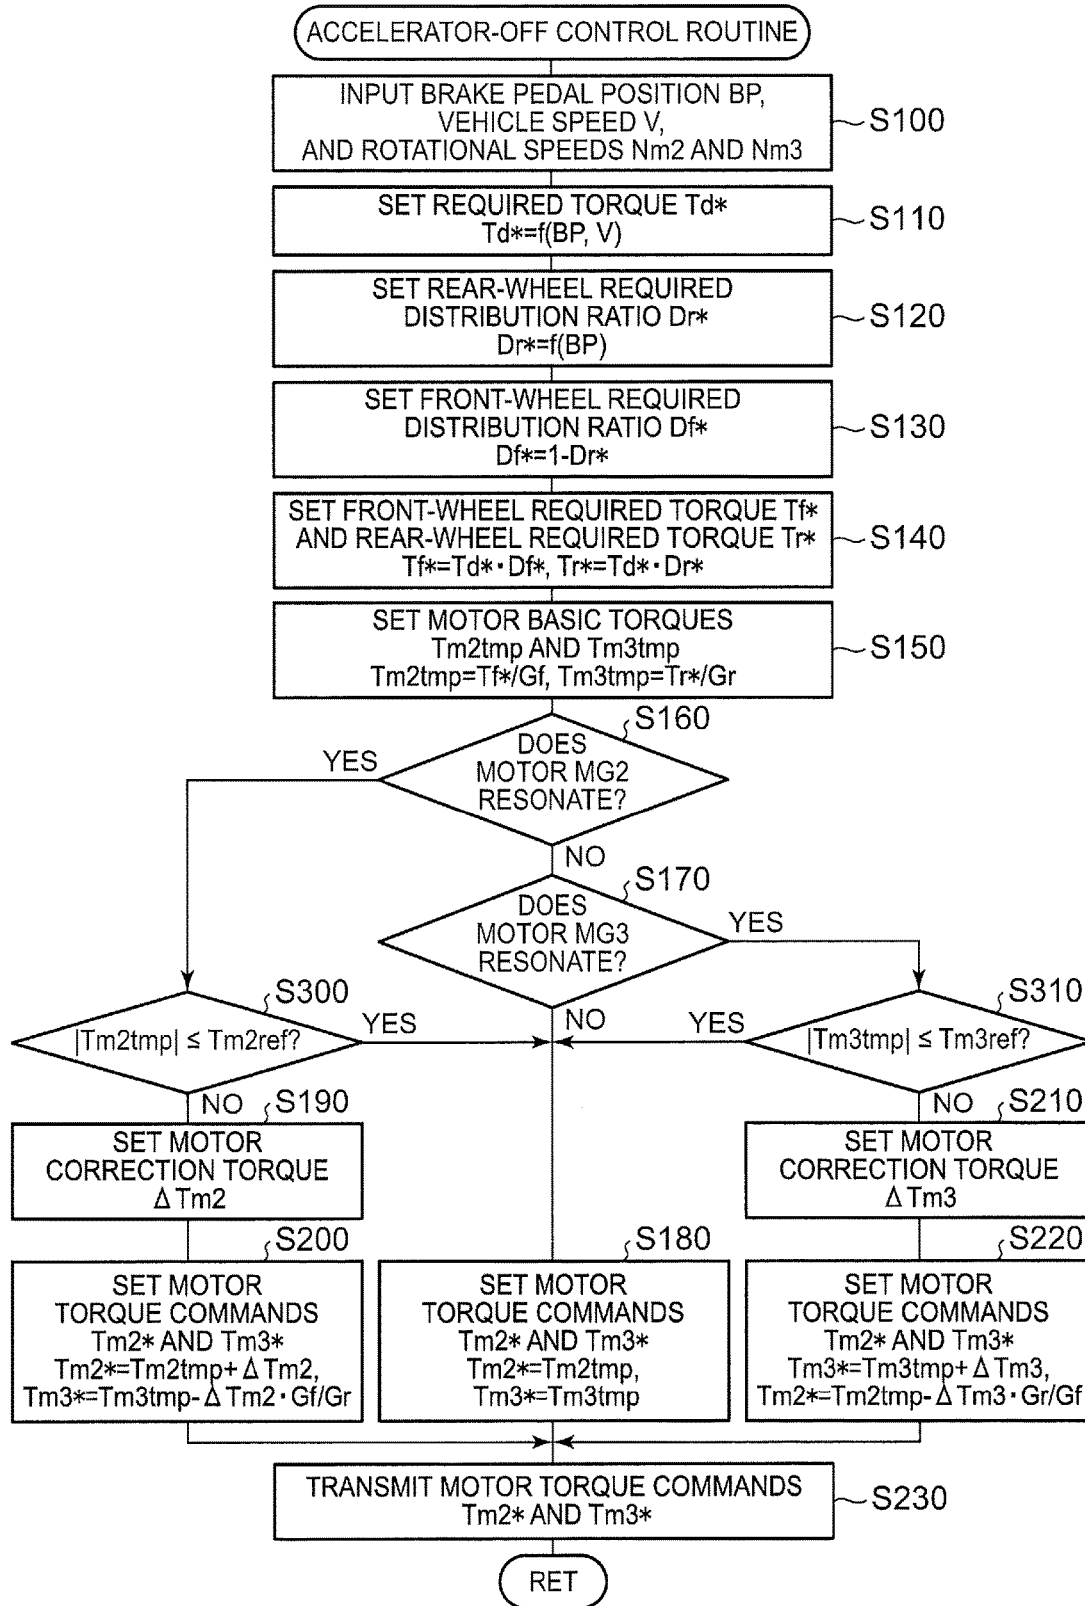 ACCELERATOR-OFF CONTROL ROUTINE
INPUT BRAKE PEDAL POSITION BP,
VEHICLE SPEED V,
AND ROTATIONAL SPEEDS Nm2 AND Nm3
S100
SET REQUIRED TORQUE Td*
Td*=f(BP, V)
S110
SET REAR-WHEEL REQUIRED
DISTRIBUTION RATIO Dr*
Dr*=f(BP)
S120
SET FRONT-WHEEL REQUIRED
DISTRIBUTION RATIO Df*
Df*=1-Dr*
S130
SET FRONT-WHEEL REQUIRED TORQUE Tf*
AND REAR-WHEEL REQUIRED TORQUE Tr*
Tf*=Td*・Df*, Tr*=Td*・Dr*
S140
SET MOTOR BASIC TORQUES
Tm2tmp AND Tm3tmp
Tm2tmp=Tf*/Gf, Tm3tmp=Tr*/Gr
S150
S160
DOES
MOTOR MG2
RESONATE?
YES
NO
S170
DOES
MOTOR MG3
RESONATE?
YES
NO
S300
|Tm2tmp| ≤ Tm2ref?
YES
NO
S310
|Tm3tmp| ≤ Tm3ref?
YES
NO
S190
SET MOTOR
CORRECTION TORQUE
ΔTm2
S210
SET MOTOR
CORRECTION TORQUE
ΔTm3
S200
SET MOTOR
TORQUE COMMANDS
Tm2* AND Tm3*
Tm2*=Tm2tmp+ΔTm2,
Tm3*=Tm3tmp-ΔTm2・Gf/Gr
S180
SET MOTOR
TORQUE COMMANDS
Tm2* AND Tm3*
Tm2*=Tm2tmp,
Tm3*=Tm3tmp
S220
SET MOTOR
TORQUE COMMANDS
Tm2* AND Tm3*
Tm3*=Tm3tmp+ΔTm3,
Tm2*=Tm2tmp-ΔTm3・Gr/Gf
TRANSMIT MOTOR TORQUE COMMANDS
Tm2* AND Tm3*
S230
RET